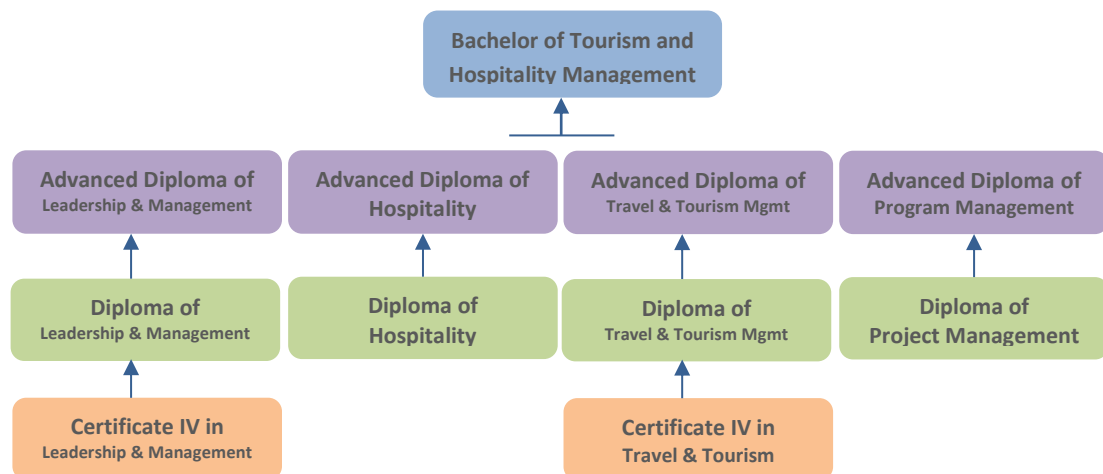 Bachelor of Tourism and
Hospitality Management
Advanced Diploma of
Leadership & Management
Advanced Diploma of
Hospitality
Advanced Diploma of
Travel & Tourism Mgmt
Advanced Diploma of
Program Management
Diploma of
Leadership & Management
Diploma of
Hospitality
Diploma of
Travel & Tourism Mgmt
Diploma of
Project Management
Certificate IV in
Leadership & Management
Certificate IV in
Travel & Tourism